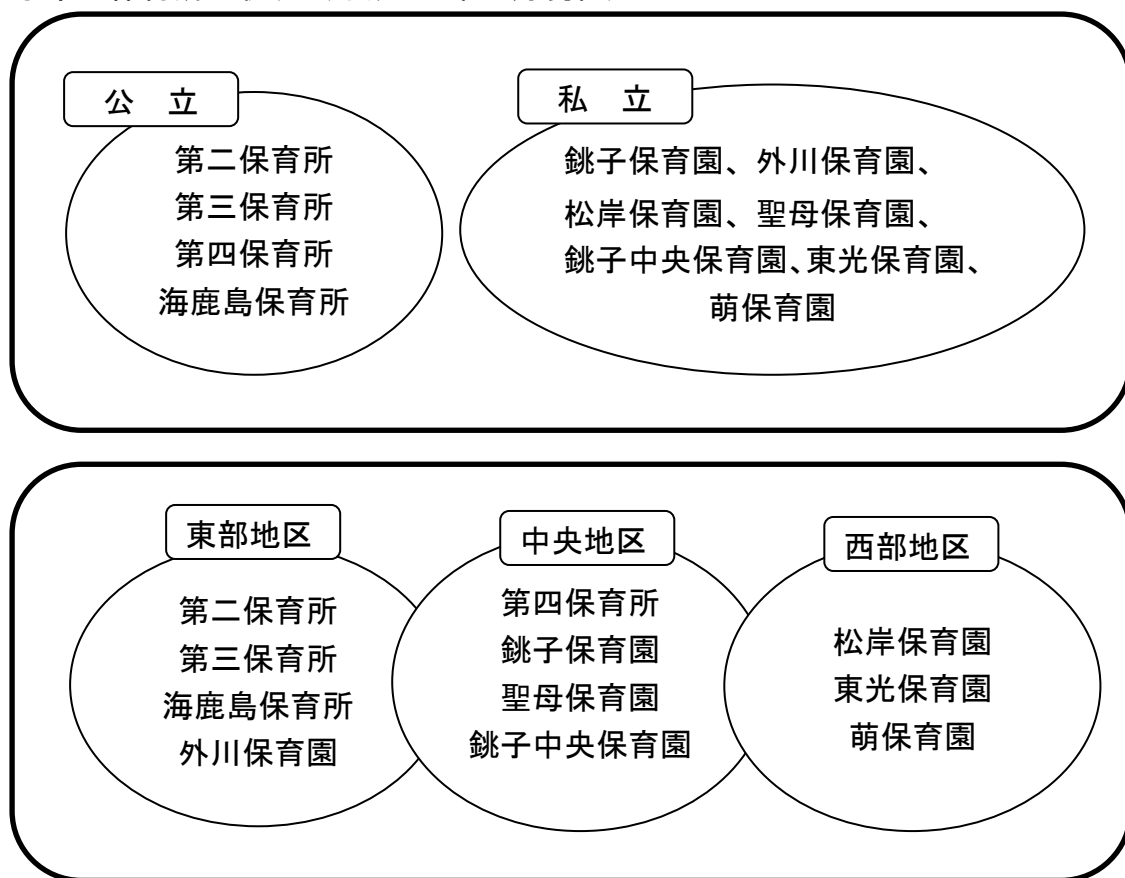 公 立
第二保育所
第三保育所
第四保育所
海鹿島保育所
私 立
銚子保育園、外川保育園、
松岸保育園、聖母保育園、
銚子中央保育園、東光保育園、
萌保育園
東部地区
第二保育所
第三保育所
海鹿島保育所
外川保育園
中央地区
第四保育所
銚子保育園
聖母保育園
銚子中央保育園
西部地区
松岸保育園
東光保育園
萌保育園